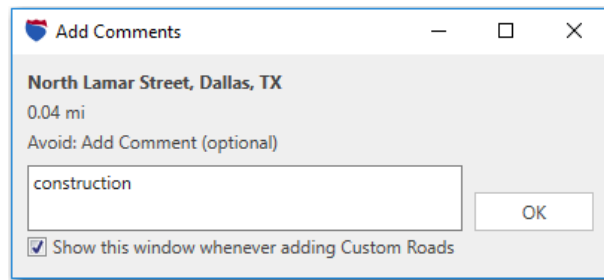 Add Comments
North Lamar Street, Dallas, TX
0.04 mi
Avoid: Add Comment (optional)
construction
OK
Show this window whenever adding Custom Roads